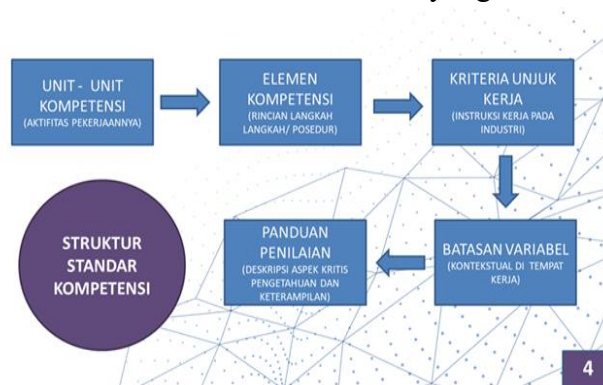 UNIT - UNIT
KOMPETENSI
(AKTIFITAS PEKERJAANNYA)
ELEMEN
KOMPETENSI
(RINCIAN LANGKAH
LANGKAH/ POSEDUR)
KRITERIA UNJUK
KERJA
(INSTRUKSI KERJA PADA
INDUSTRI)
STRUKTUR
STANDAR
KOMPETENSI
PANDUAN
PENILAIAN
(DESKRIPSI ASPEK KRITIS
PENGETAHUAN DAN
KETERAMPILAN)
BATASAN VARIABEL
(KONTEKSTUAL DI TEMPAT
KERJA)
4